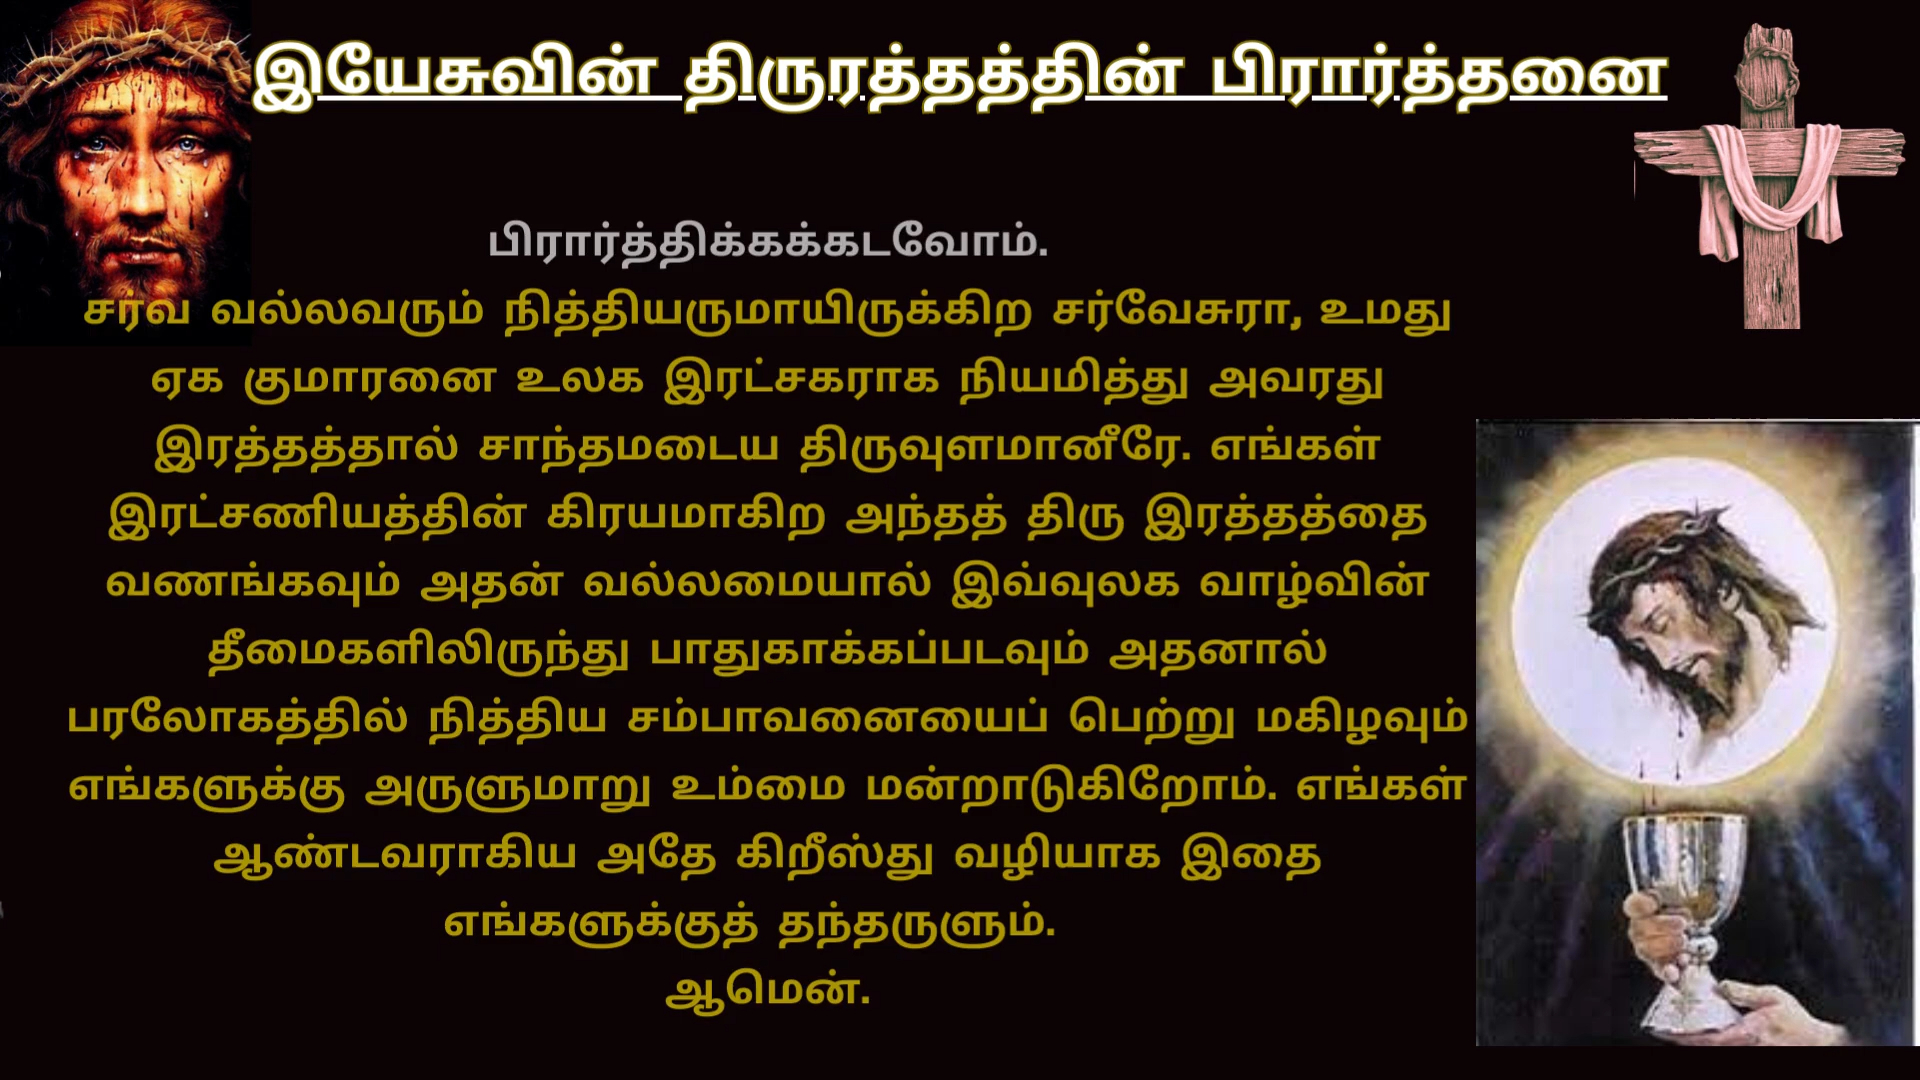 இயேசுவின் திருரத்தத்தின் பிரார்த்தனை
பிரார்த்திக்கக்கடவோம்.
சர்வ வல்லவரும் நித்தியருமாயிருக்கிற சர்வேசுரா, உமது
ஏக குமாரனை உலக இரட்சகராக நியமித்து அவரது
இரத்தத்தால் சாந்தமடைய திருவுளமானீரே. எங்கள்
இரட்சணியத்தின் கிரயமாகிற அந்தத் திரு இரத்தத்தை
வணங்கவும் அதன் வல்லமையால் இவ்வுலக வாழ்வின்
தீமைகளிலிருந்து பாதுகாக்கப்படவும் அதனால்
பரலோகத்தில் நித்திய சம்பாவனையைப் பெற்று மகிழவும்
எங்களுக்கு அருளுமாறு உம்மை மன்றாடுகிறோம். எங்கள்
ஆண்டவராகிய அதே கிறீஸ்து வழியாக இதை
எங்களுக்குத் தந்தருளும்.
ஆமென்.